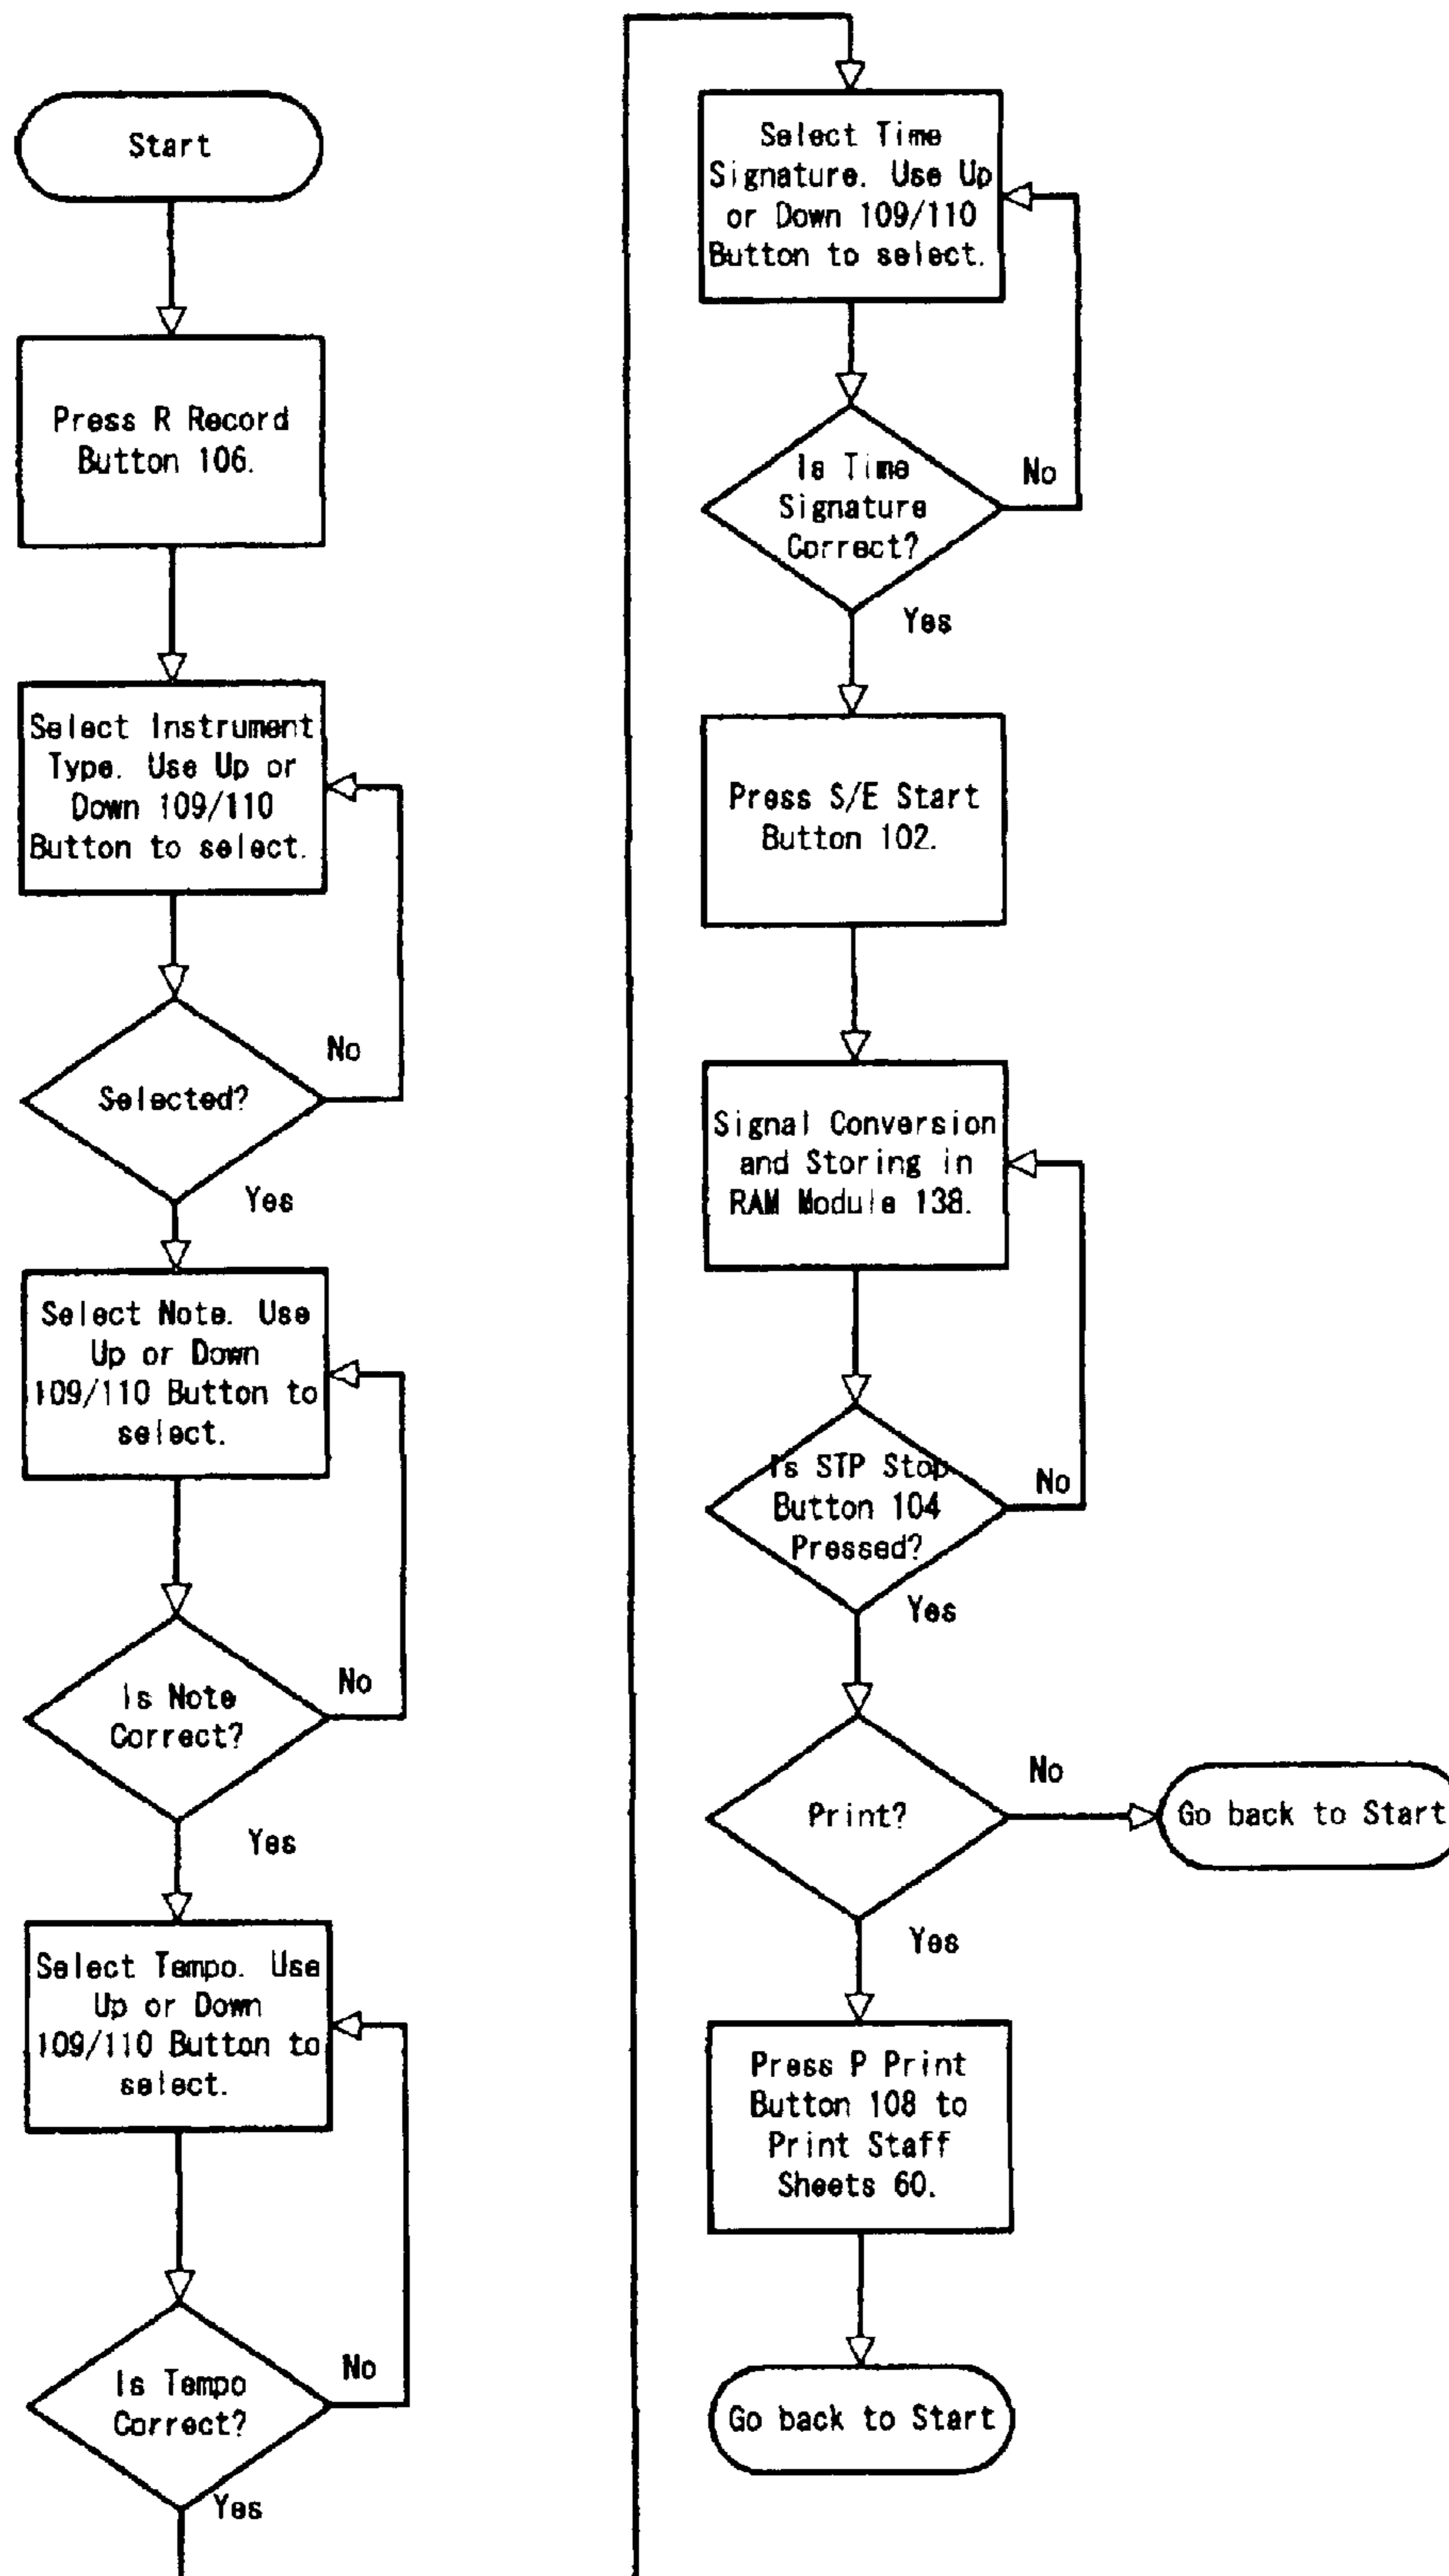 Start
Press R Record
Button 106.
Select Instrument
Type. Use Up or
Down 109/110
Button to select.
No
Selected?
Yes
Select Note. Use
Up or Down
109/110 Button to
select.
No
Is Note
Correct?
Yes
Select Tempo. Use
Up or Down
109/110 Button to
select.
No
Is Tempo
Correct?
Yes
Select Time
Signature. Use Up
or Down 109/110
Button to select.
No
Is Time
Signature
Correct?
Yes
Press S/E Start
Button 102.
Signal Conversion
and Storing in
RAM Module 138.
Is STP Stop
No
Button 104
Pressed?
Yes
No
Print?
Go back to Start
Yes
Press P Print
Button 108 to
Print Staff
Sheets 60.
Go back to Start